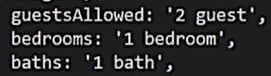 guestsAllowed: '2 guest',
bedrooms: '1 bedroom',
baths: '1 bath',